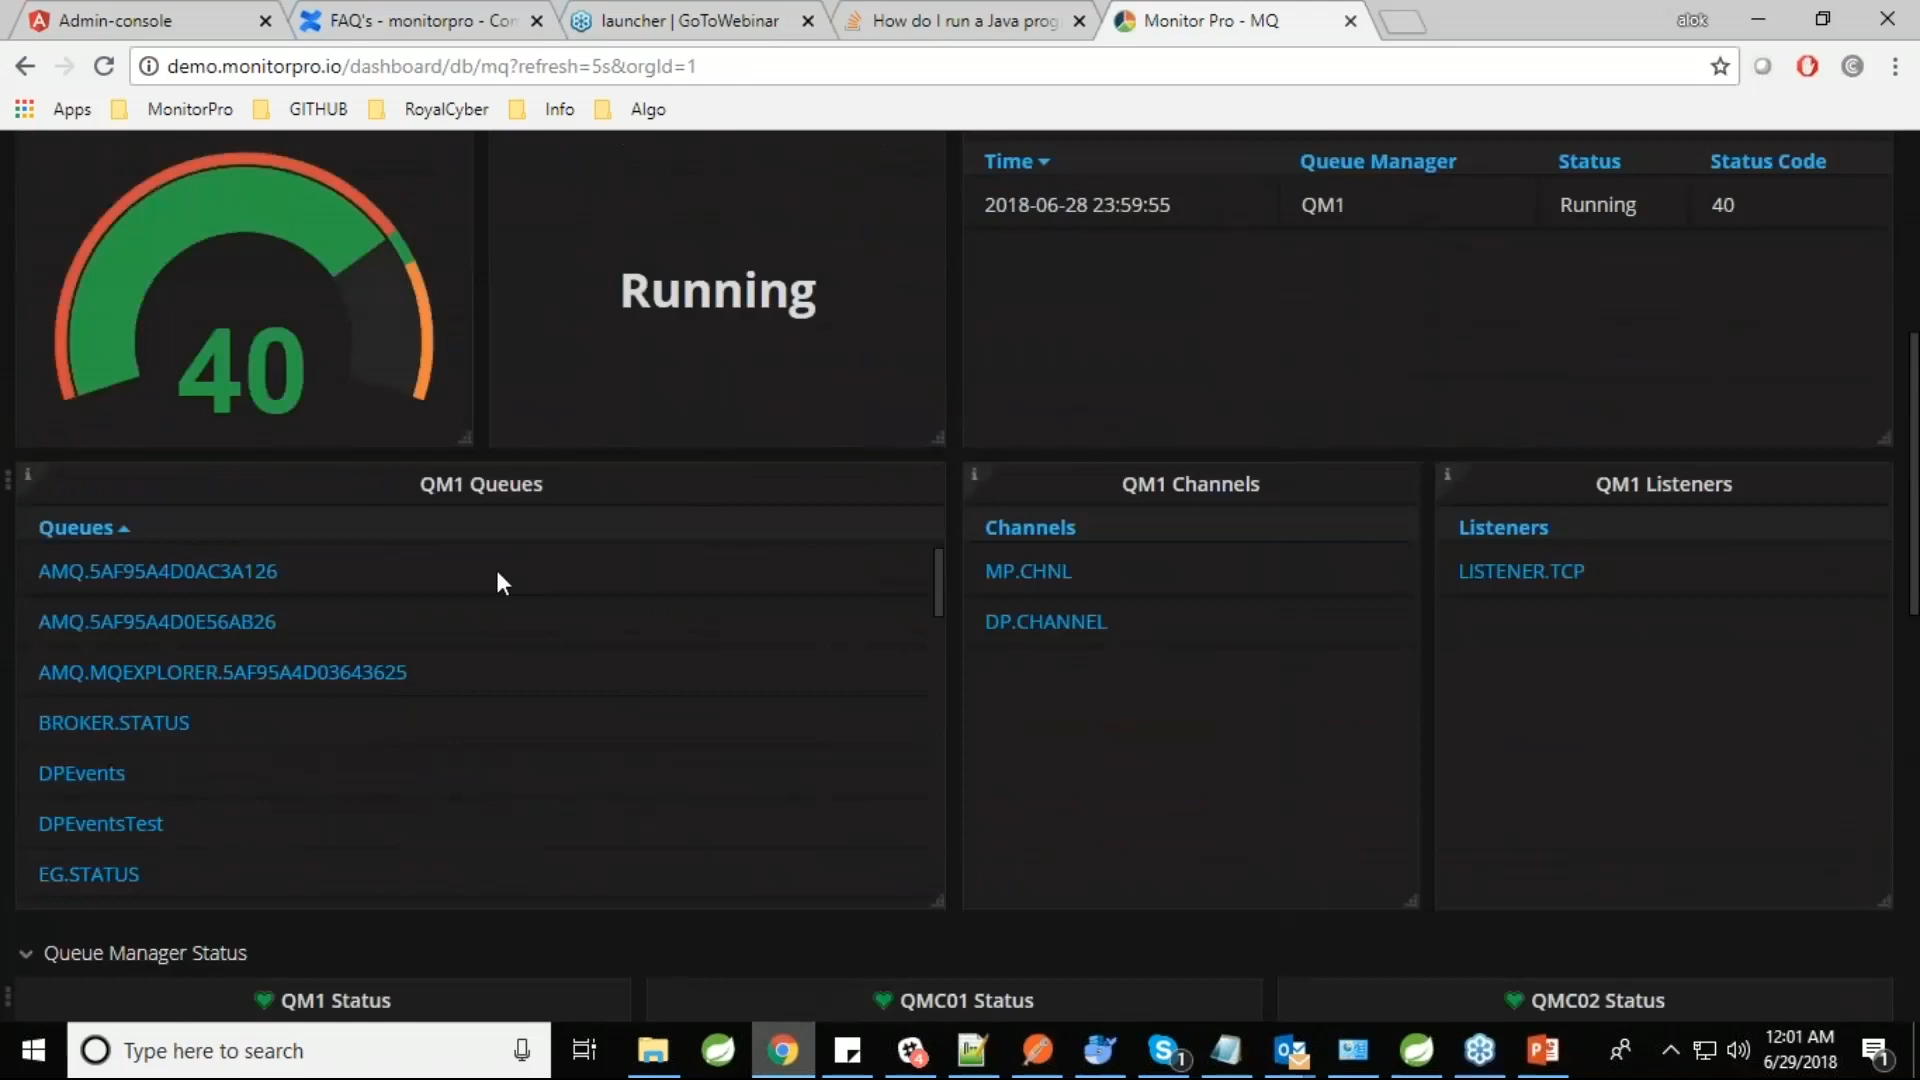 Admin-console
FAQ's - monitorpro - Con
launcher | GoToWebinar
How do I run a Java prog
Monitor Pro - MQ
alok
demo.monitorpro.io/dashboard/db/mq?refresh=5s&orgId=1
Apps
MonitorPro
GITHUB
RoyalCyber
Info
Algo
40
Running
Time
Queue Manager
Status
Status Code
2018-06-28 23:59:55
QM1
Running
40
QM1 Queues
Queues
AMQ.5AF95A4D0AC3A126
AMQ.5AF95A4D0E56AB26
AMQ.MQEXPLORER.5AF95A4D03643625
BROKER.STATUS
DPEvents
DPEventsTest
EG.STATUS
QM1 Channels
Channels
MP.CHNL
DP.CHANNEL
QM1 Listeners
Listeners
LISTENER.TCP
Queue Manager Status
QM1 Status
QMC01 Status
QMC02 Status
Type here to search
4
1
12:01 AM
6/29/2018
1